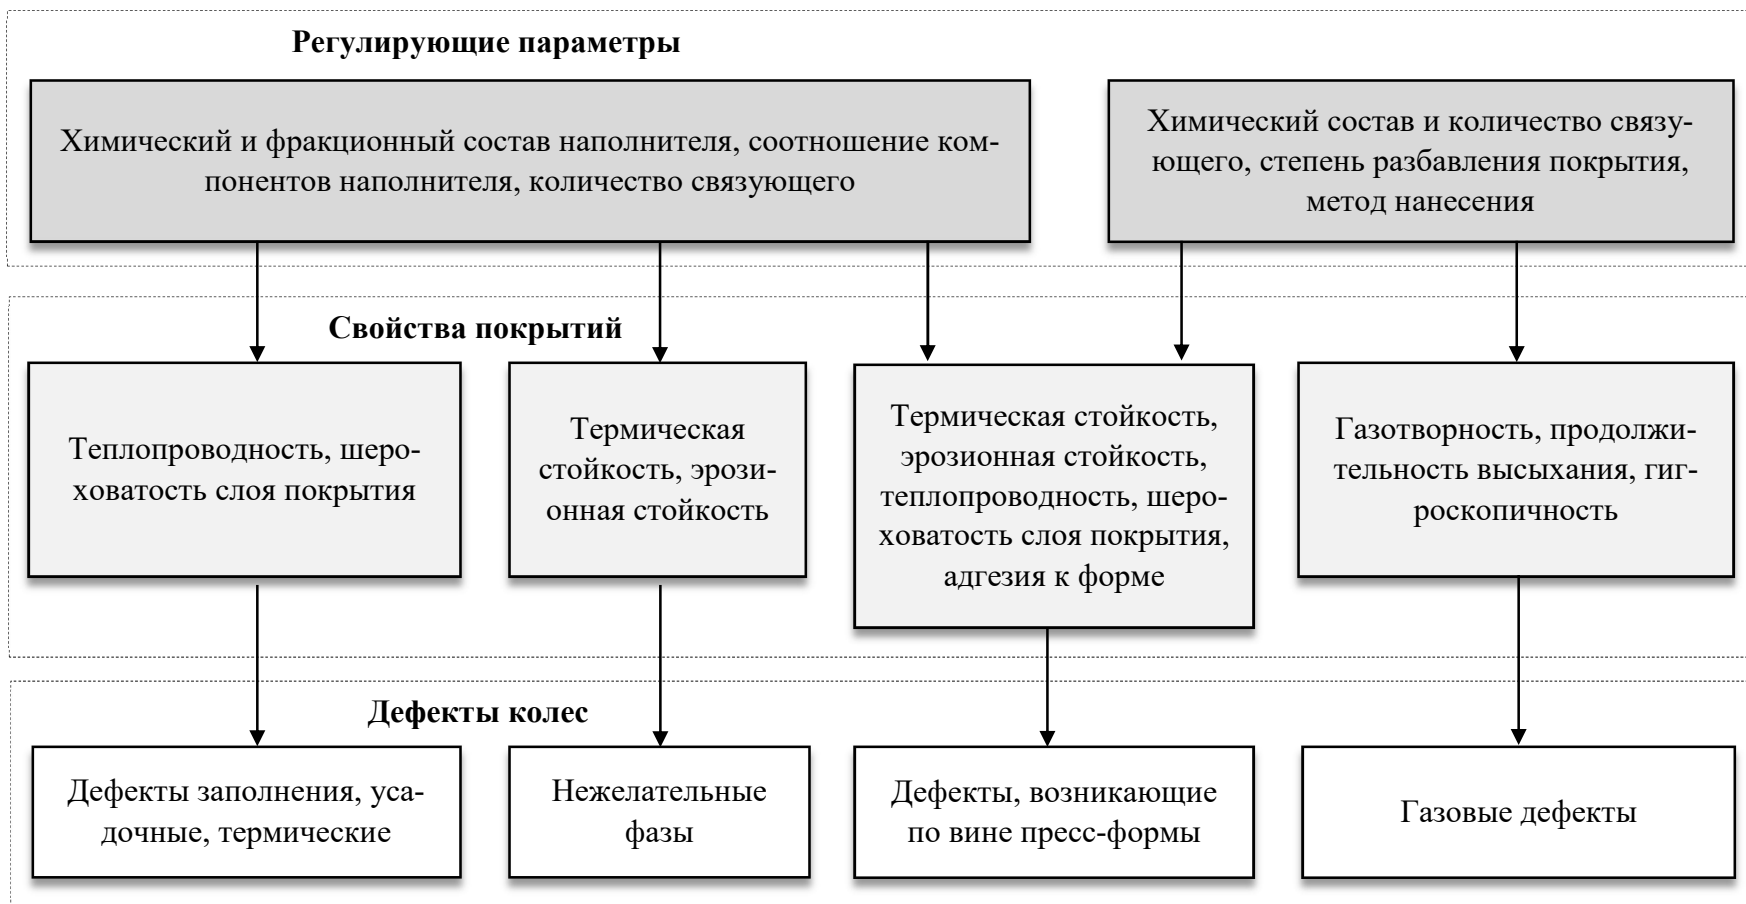 Регулирующие параметры
Химический и фракционный состав наполнителя, соотношение ком-
понентов наполнителя, количество связующего
Химический состав и количество связу-
ющего, степень разбавления покрытия,
метод нанесения
Свойства покрытий
Теплопроводность, шеро-
ховатость слоя покрытия
Термическая
стойкость, эрози-
онная стойкость
Термическая стойкость,
эрозионная стойкость,
теплопроводность, шеро-
ховатость слоя покрытия,
адгезия к форме
Газотворность, продолжи-
тельность высыхания, гиг-
роскопичность
Дефекты колес
Дефекты заполнения, уса-
дочные, термические
Нежелательные
фазы
Дефекты, возникающие
по вине пресс-формы
Газовые дефекты